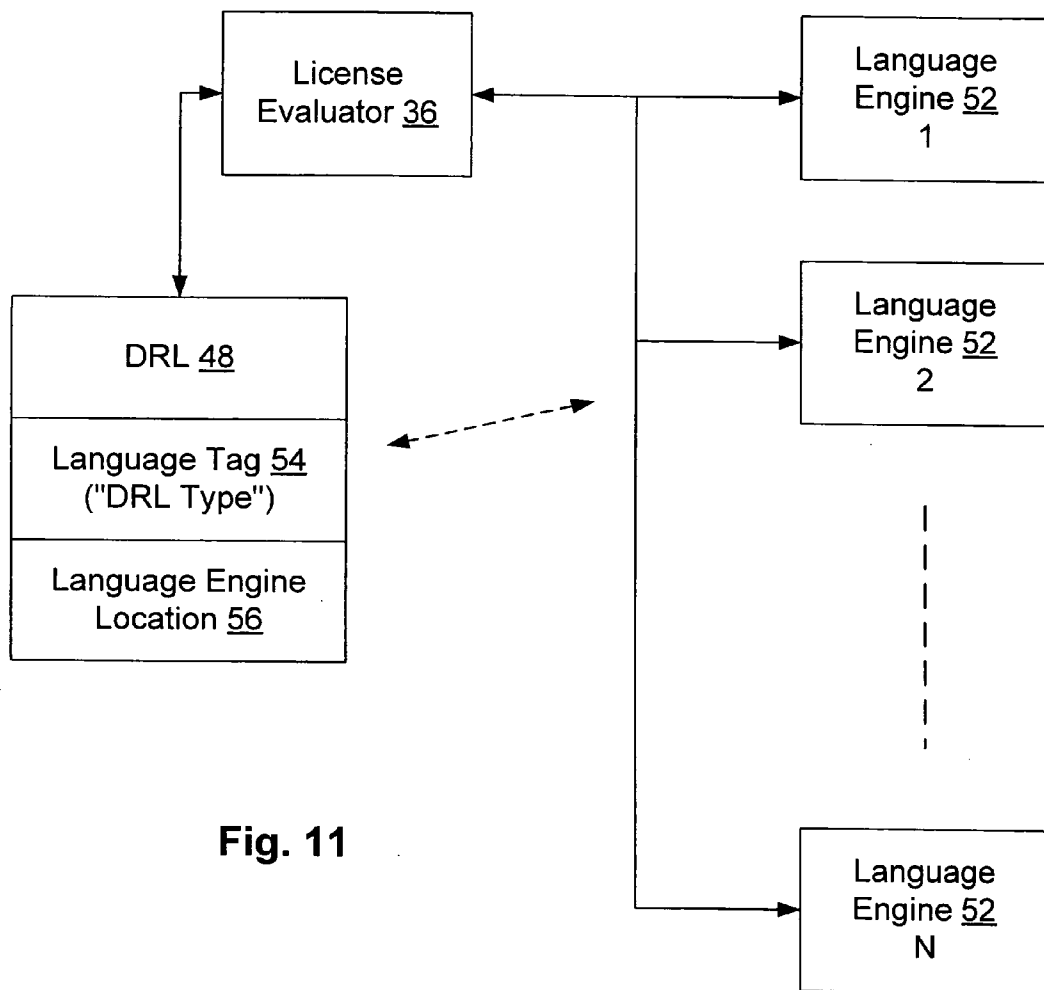 License
Evaluator 36
Language
Engine 52
1
Language
Engine 52
2
DRL 48
Language Tag 54
("DRL Type")
Language Engine
Location 56
Fig. 11
Language
Engine 52
N